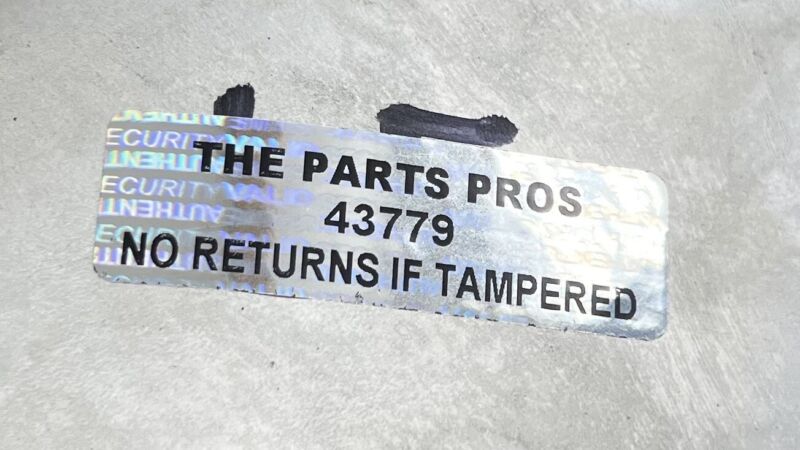 THE PARTS PROS
43779
NO RETURNS IF TAMPERED